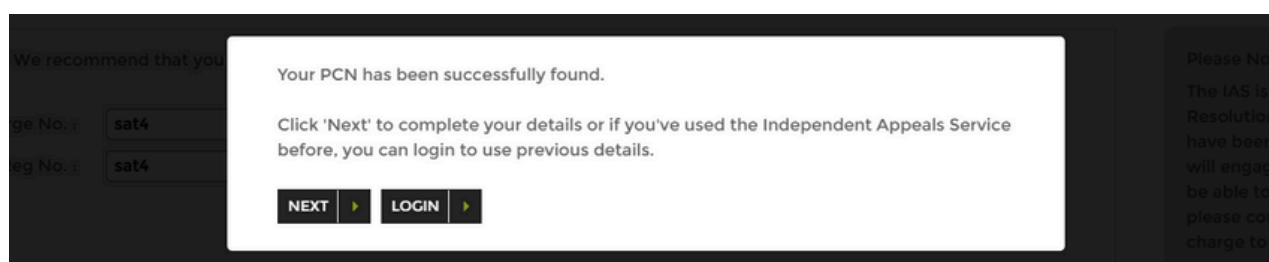 We recommend that you
Your PCN has been successfully found.
Click 'Next' to complete your details or if you've used the Independent Appeals Service
before, you can login to use previous details.
NEXT
LOGIN
rge No. :
sat4
eg No. :
sat4
Please No
The IAS is
Resolution
have been
will engag
be able to
please co
charge to